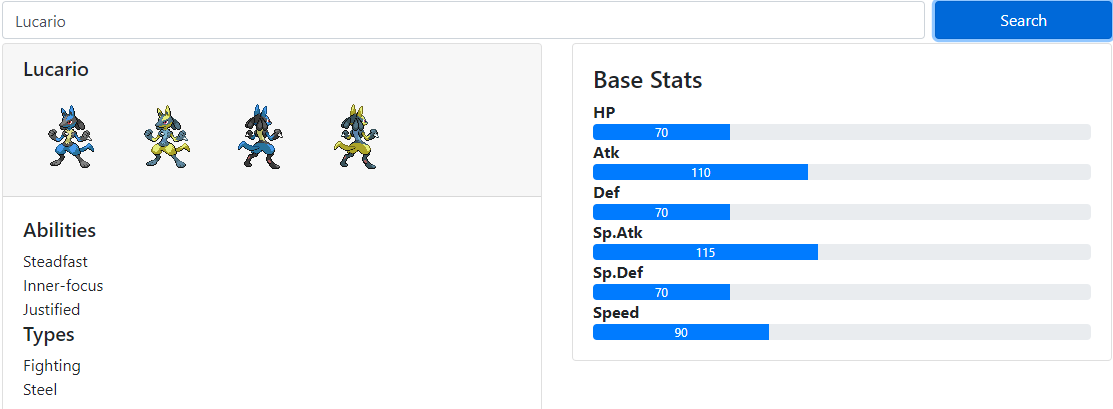 Lucario
Search
Lucario
Abilities
Steadfast
Inner-focus
Justified
Types
Fighting
Steel
Base Stats
HP
70
Atk
110
Def
70
Sp.Atk
115
Sp.Def
70
Speed
90